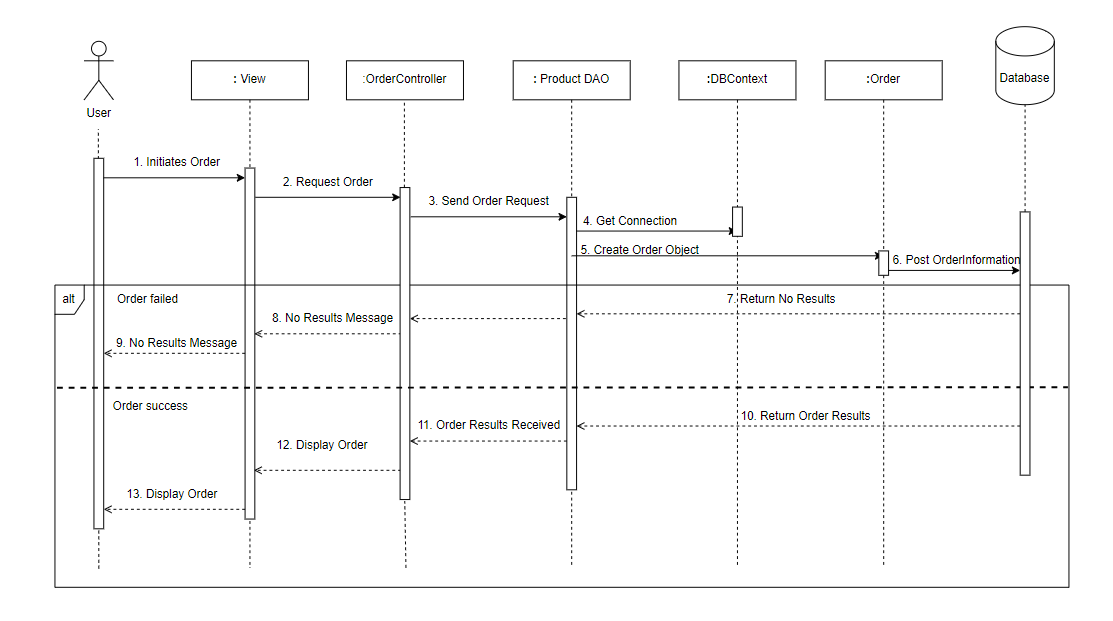 User
: View
:OrderController
: Product DAO
:DBContext
:Order
Database
1. Initiates Order
2. Request Order
3. Send Order Request
4. Get Connection
5. Create Order Object
6. Post OrderInformation
alt
Order failed
7. Return No Results
8. No Results Message
9. No Results Message
Order success
10. Return Order Results
11. Order Results Received
12. Display Order
13. Display Order